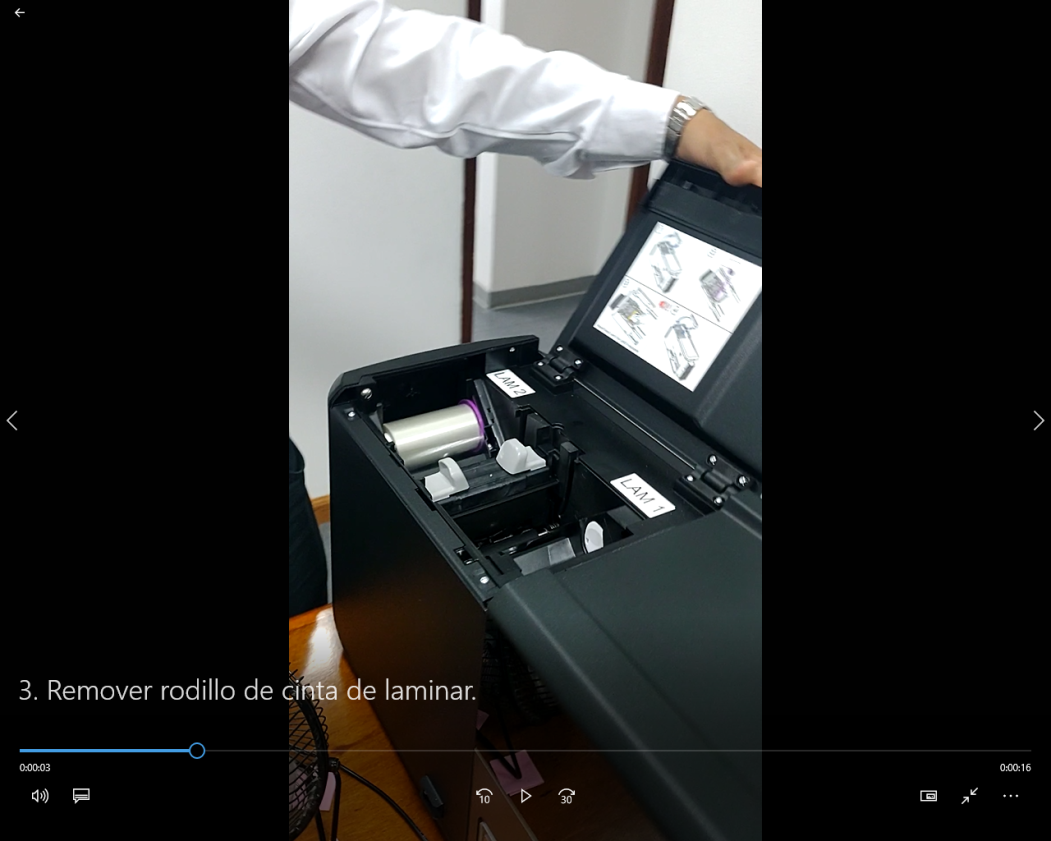 LAM 2
LAM 1
3. Remover rodillo de cinta de laminar.
0:00:03
0:00:16
10
30